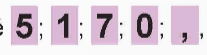 5; 1; 7; 0; , ,